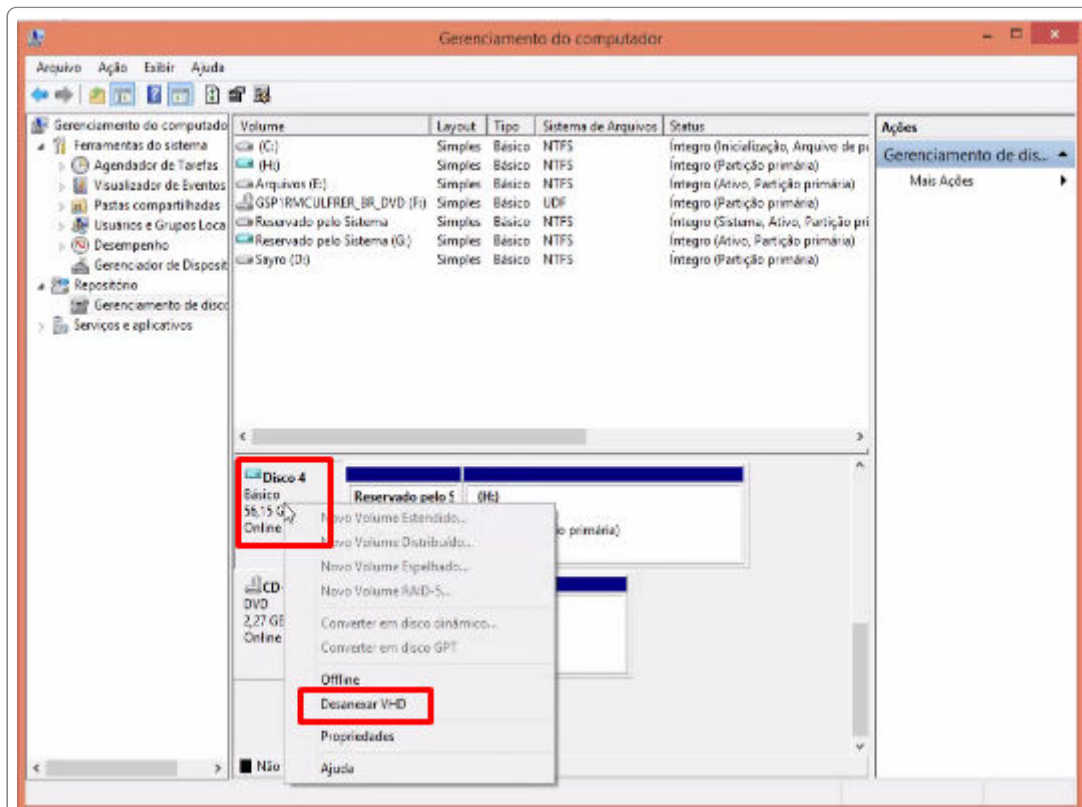 Gerenciamento do computador
Arquivo Ação Exibir Ajuda
Gerenciamento do computado
Ferramentas do sistema
Agendador de Tarefas
Visualizador de Eventos
Pastas compartilhadas
Usuários e Grupos Loca
Desempenho
Gerenciador de Disposit
Repositório
Gerenciamento de disco
Serviços e aplicativos
Volume Layout Tipo Sistema de Arquivos Status
(C:) Simples Básico NTFS Íntegro (Inicialização, Arquivo de pi
(H:) Simples Básico NTFS Íntegro (Partição primária)
Arquivos (E:) Simples Básico NTFS Íntegro (Ativo, Partição primária)
GSP1RMCULFRER_BR_DVD (F:) Simples Básico UDF Íntegro (Partição primária)
Reservado pelo Sistema Simples Básico NTFS Íntegro (Sistema, Ativo, Partição pri
Reservado pelo Sistema (G:) Simples Básico NTFS Íntegro (Ativo, Partição primária)
Sayro (D:) Simples Básico NTFS Íntegro (Partição primária)
Disco 4
Básico
56,15 G
Online
Reservado pelo S (H:)
o primária)
CD-
DVD
2,27 GB
Online
Novo Volume Estendido...
Novo Volume Distribuído...
Novo Volume Espelhado...
Novo Volume RAID-5...
Converter em disco dinâmico...
Converter em disco GPT
Offline
Desanexar VHD
Propriedades
Ajuda
Não
Ações
Gerenciamento de dis...
Mais Ações